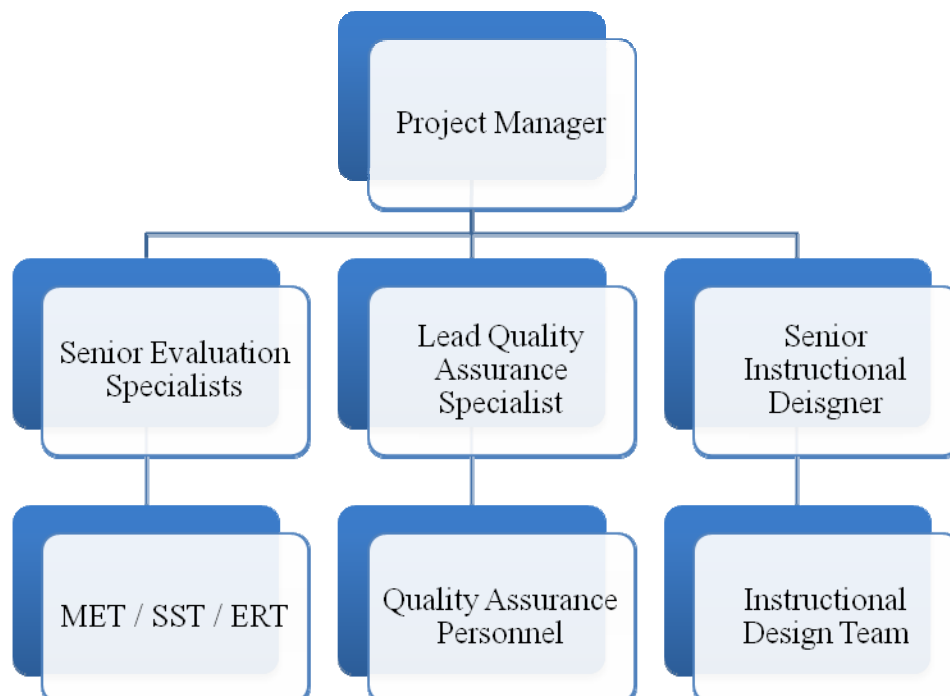 Project Manager
Senior Evaluation
Specialists
Lead Quality
Assurance
Specialist
Senior
Instructional
Deisgner
MET / SST / ERT
Quality Assurance
Personnel
Instructional
Design Team